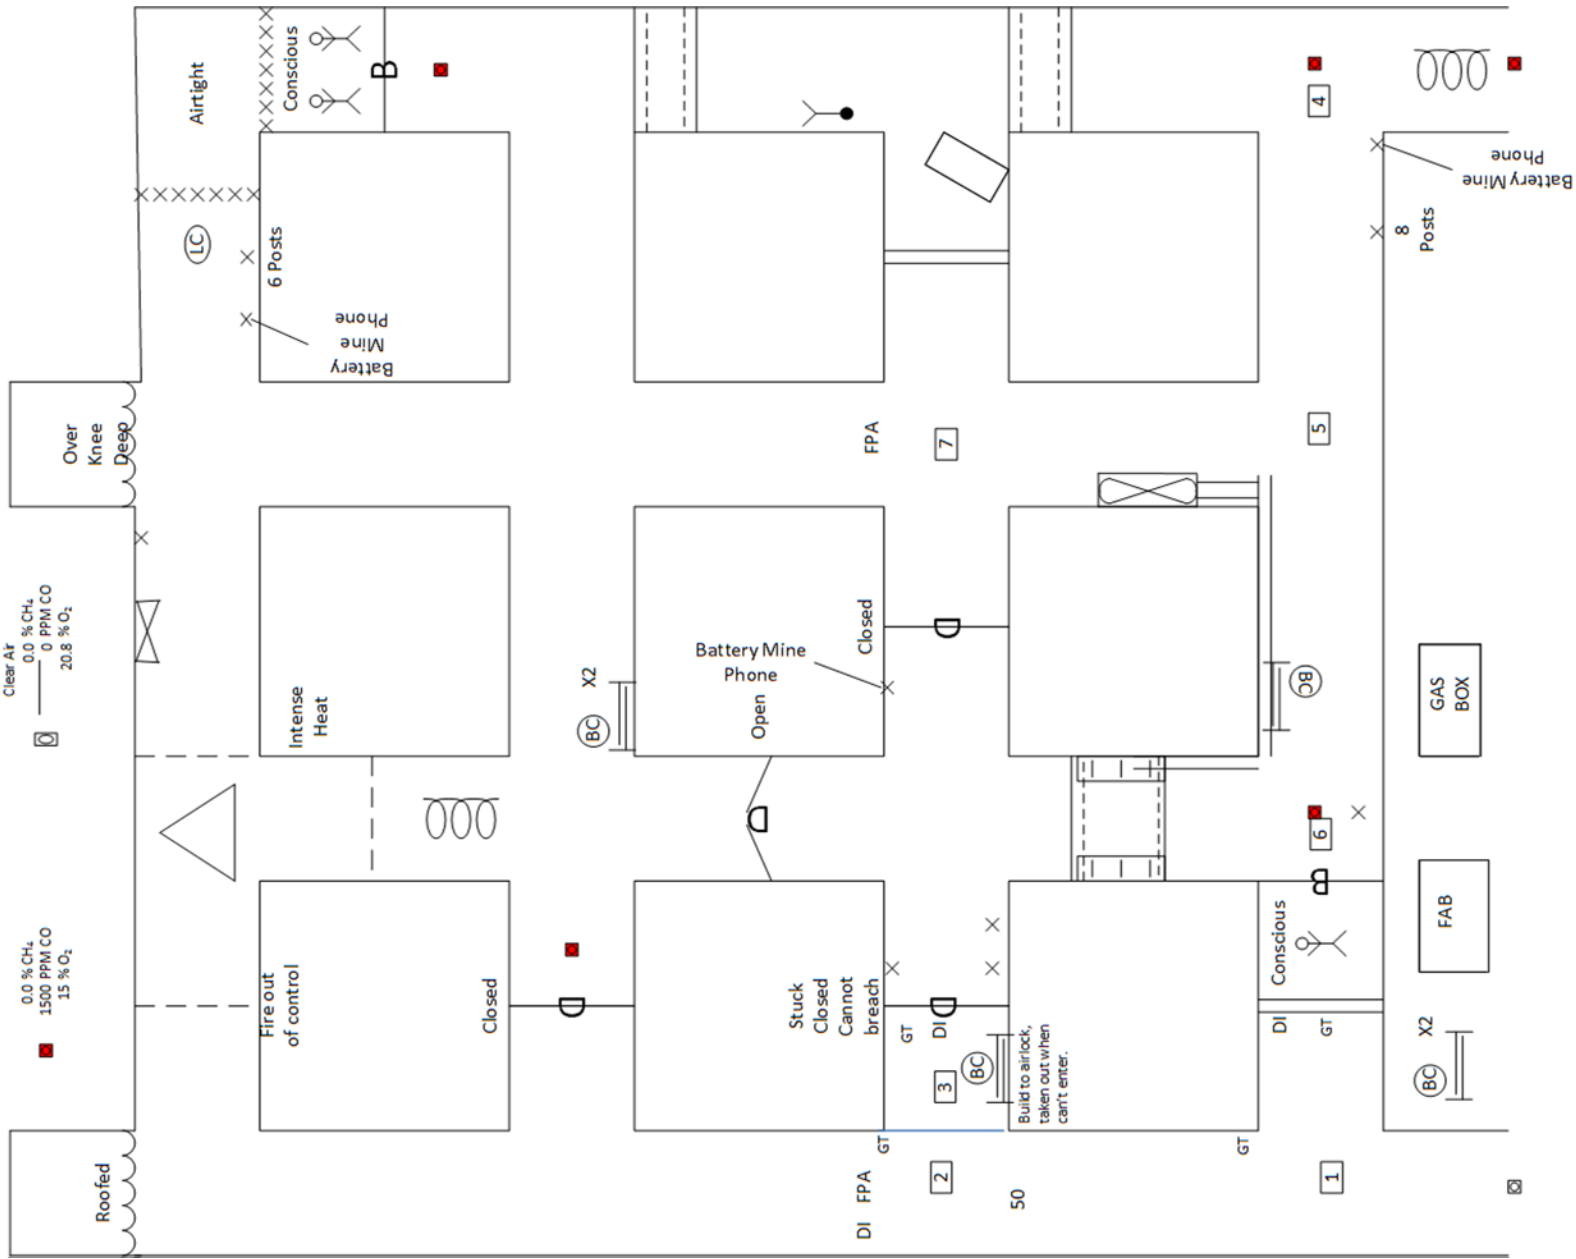 Clear Air
0.0 % CH₄
0 PPM CO
20.8 % O₂
0.0 % CH₄
1500 PPM CO
15 % O₂
Roofed
Over
Knee
Deep
Airtight
Conscious
B
LC
6 Posts
Battery
Mine
Phone
Intense
Heat
Fire out
of control
Closed
D
BC
X2
Battery Mine
Phone
Open
D
Closed
D
Stuck
Closed
Cannot
breach
GT
DI
D
3
BC
Build to airlock,
taken out when
can't enter.
GT
DI FPA
2
50
GT
1
FPA
7
5
4
Battery Mine
Phone
8
Posts
BC
GAS
BOX
6
B
Conscious
FAB
DI
GT
X2
BC